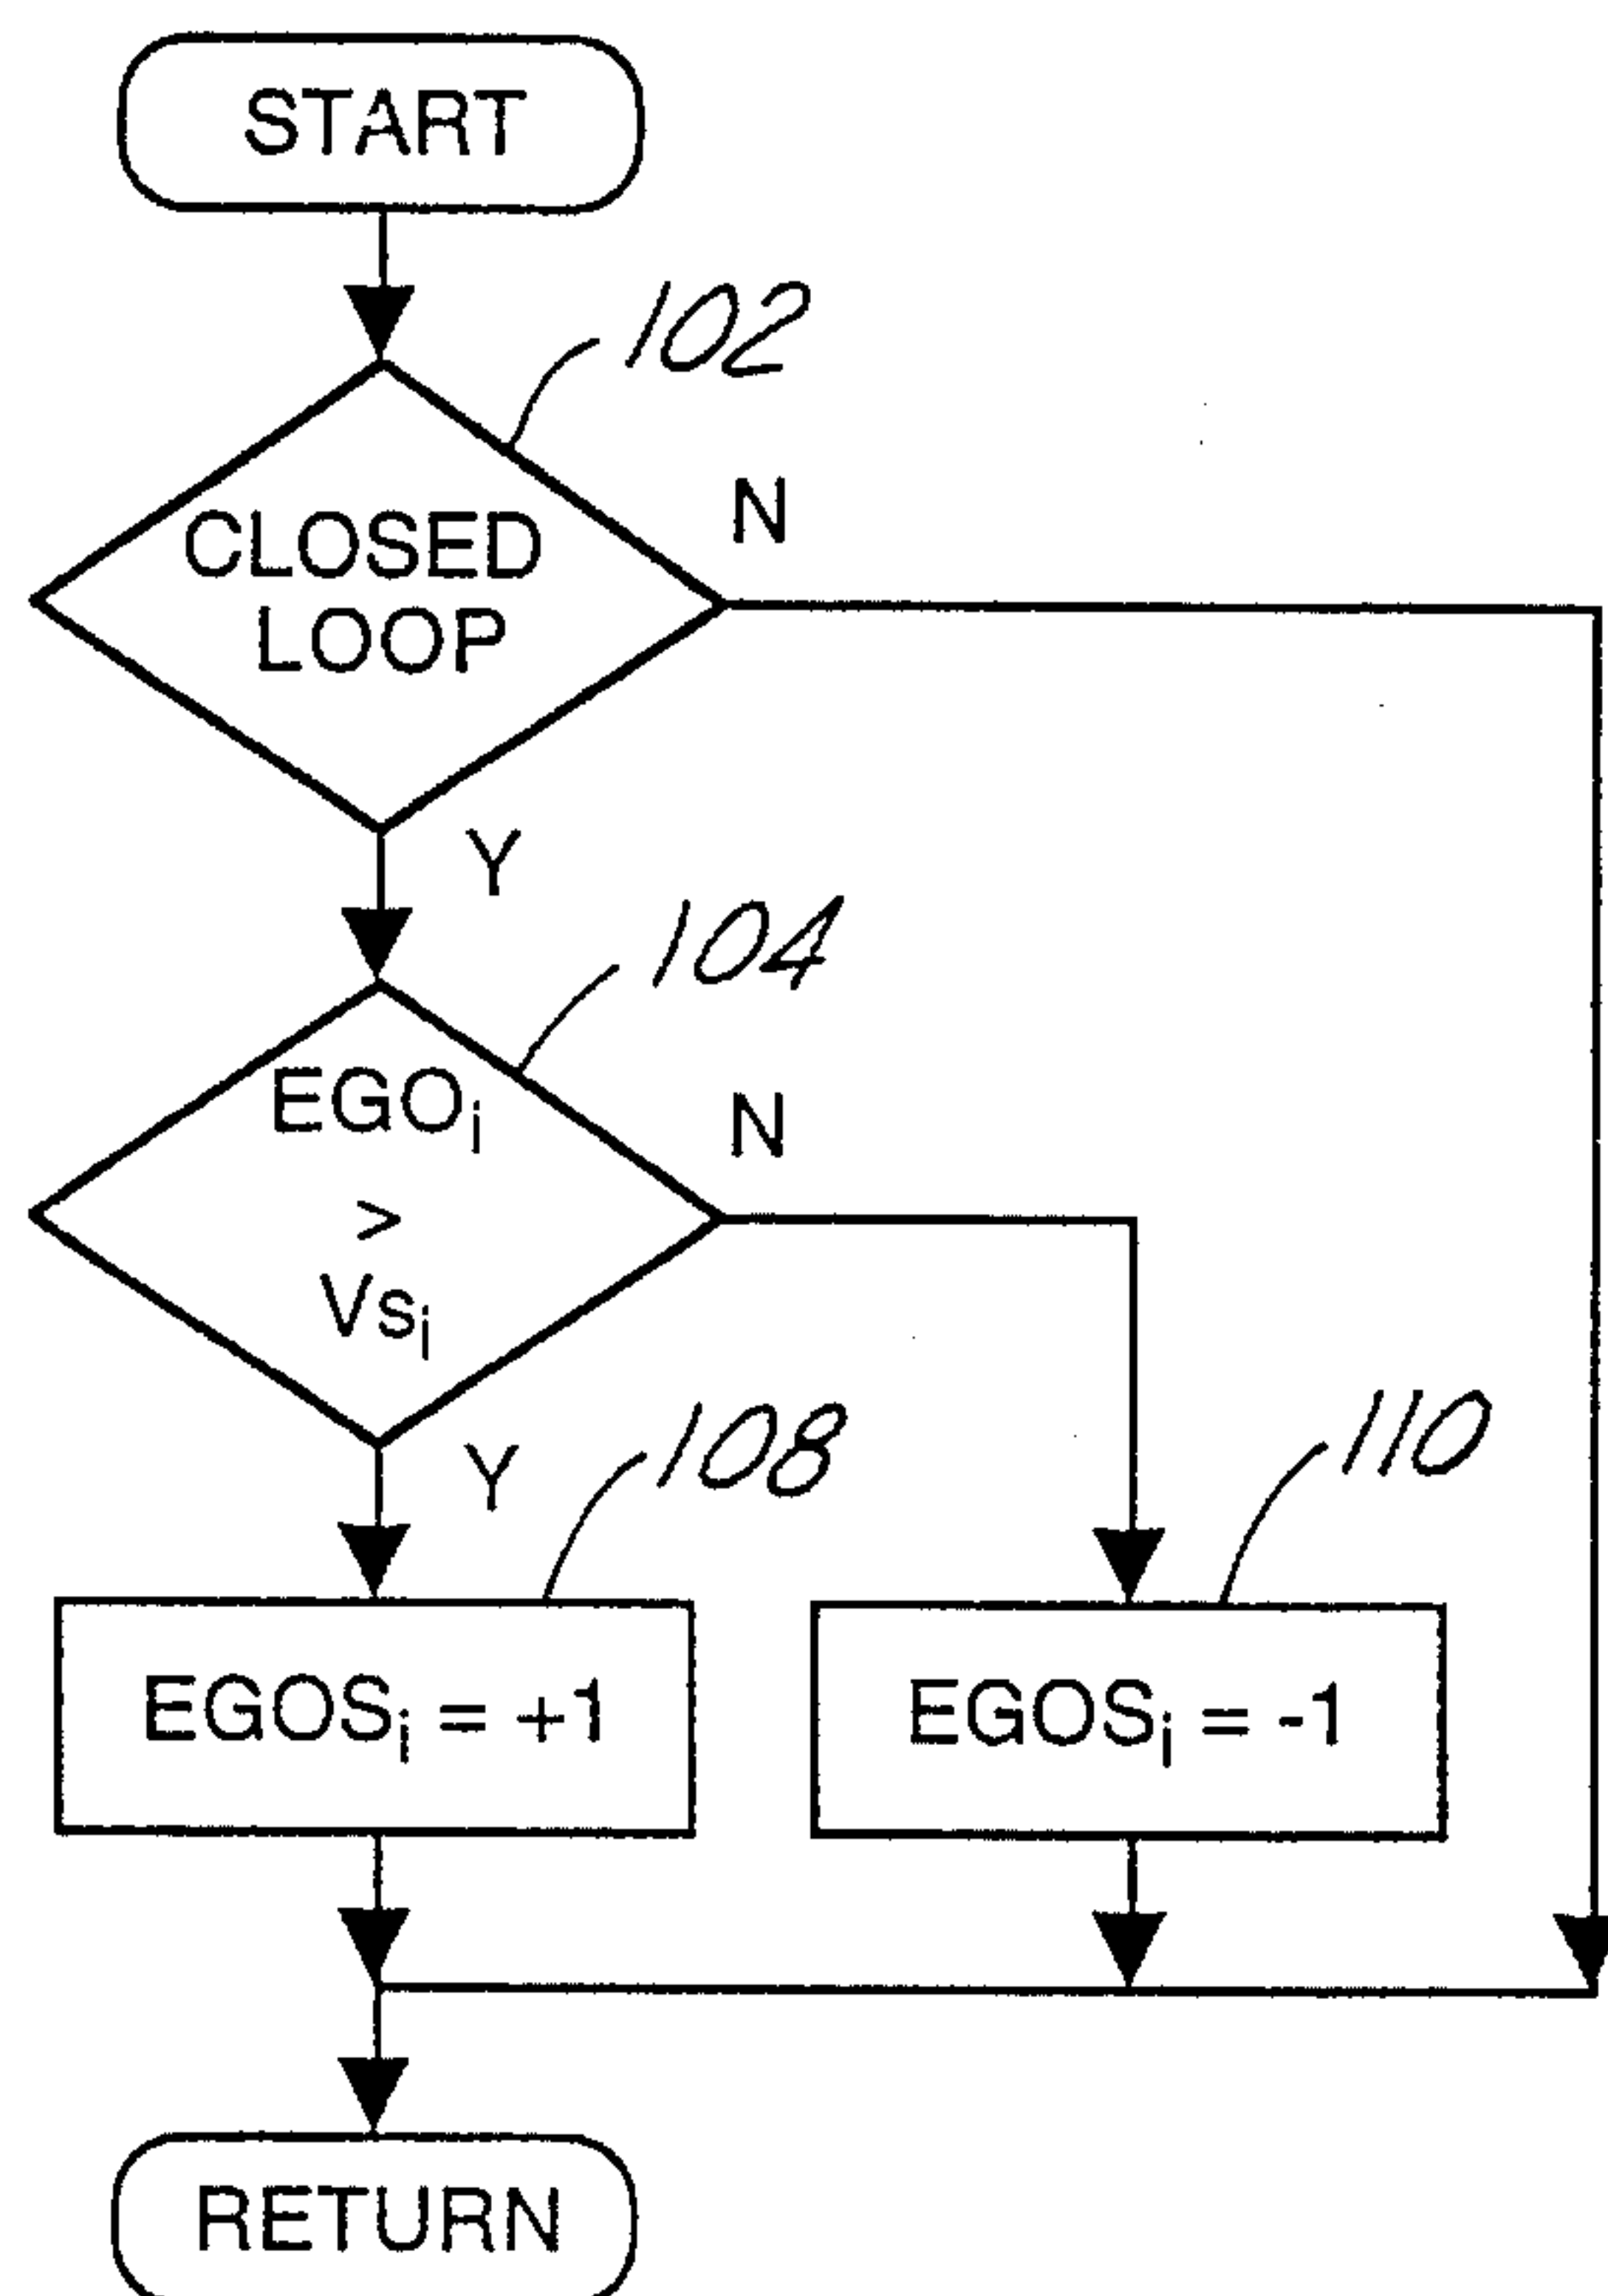 START
102
CLOSED
LOOP
N
Y
104
EGOi
>
Vsi
N
Y
108
110
EGOSi = +1
EGOSi = -1
RETURN